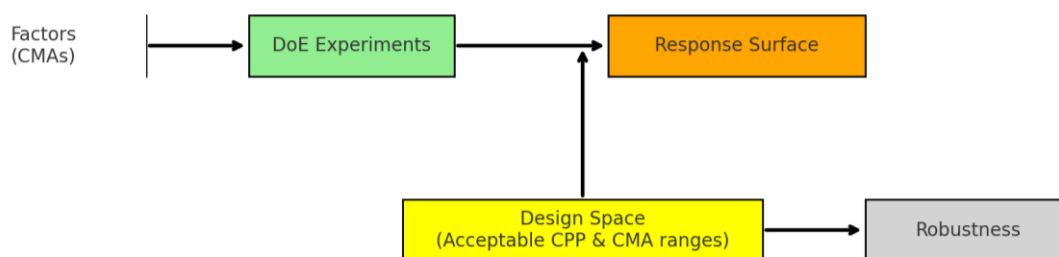 Factors
(CMAs)
DoE Experiments
Response Surface
Design Space
(Acceptable CPP & CMA ranges)
Robustness